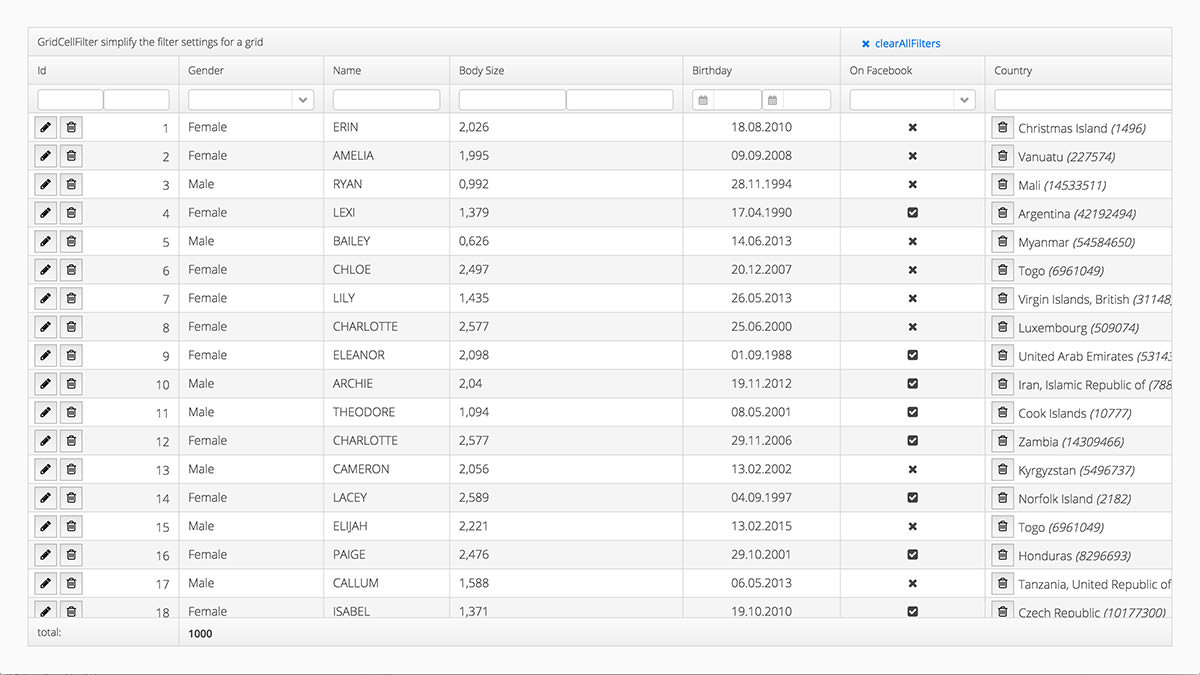 GridCellFilter simplify the filter settings for a grid clearAllFilters
Id Gender Name Body Size Birthday On Facebook Country
1 Female ERIN 2,026 18.08.2010 Christmas Island (1496)
2 Female AMELIA 1,995 09.09.2008 Vanuatu (227574)
3 Male RYAN 0,992 28.11.1994 Mali (14533511)
4 Female LEXI 1,379 17.04.1990 Argentina (42192494)
5 Male BAILEY 0,626 14.06.2013 Myanmar (54584650)
6 Female CHLOE 2,497 20.12.2007 Togo (6961049)
7 Female LILY 1,435 26.05.2013 Virgin Islands, British (31148
8 Female CHARLOTTE 2,577 25.06.2000 Luxembourg (509074)
9 Female ELEANOR 2,098 01.09.1988 United Arab Emirates (53143
10 Male ARCHIE 2,04 19.11.2012 Iran, Islamic Republic of (788
11 Male THEODORE 1,094 08.05.2001 Cook Islands (10777)
12 Female CHARLOTTE 2,577 29.11.2006 Zambia (14309466)
13 Male CAMERON 2,056 13.02.2002 Kyrgyzstan (5496737)
14 Female LACEY 2,589 04.09.1997 Norfolk Island (2182)
15 Male ELIJAH 2,221 13.02.2015 Togo (6961049)
16 Female PAIGE 2,476 29.10.2001 Honduras (8296693)
17 Male CALLUM 1,588 06.05.2013 Tanzania, United Republic of
18 Female ISABEL 1,371 19.10.2010 Czech Republic (10177300)
total: 1000